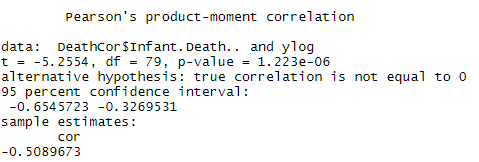 Pearson's product-moment correlation
data:  DeathCor$Infant.Death.. and ylog
t = -5.2554, df = 79, p-value = 1.223e-06
alternative hypothesis: true correlation is not equal to 0
95 percent confidence interval:
-0.6545723 -0.3269531
sample estimates:
cor
-0.5089673